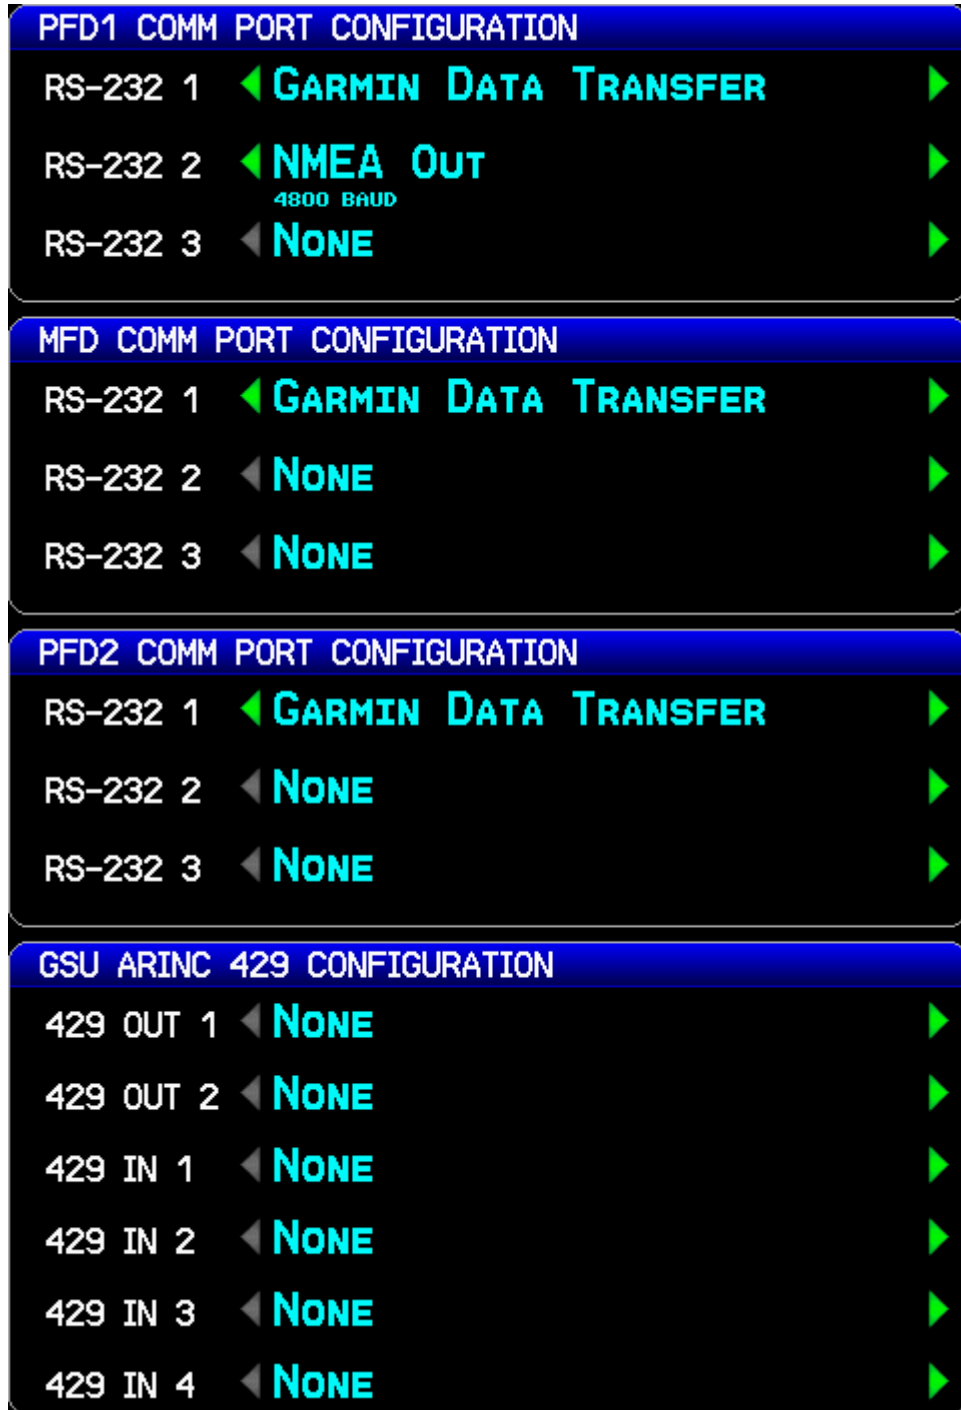 PFD1 COMM PORT CONFIGURATION
RS-232 1 GARMIN DATA TRANSFER
RS-232 2 NMEA OUT
4800 BAUD
RS-232 3 NONE
MFD COMM PORT CONFIGURATION
RS-232 1 GARMIN DATA TRANSFER
RS-232 2 NONE
RS-232 3 NONE
PFD2 COMM PORT CONFIGURATION
RS-232 1 GARMIN DATA TRANSFER
RS-232 2 NONE
RS-232 3 NONE
GSU ARINC 429 CONFIGURATION
429 OUT 1 NONE
429 OUT 2 NONE
429 IN 1 NONE
429 IN 2 NONE
429 IN 3 NONE
429 IN 4 NONE